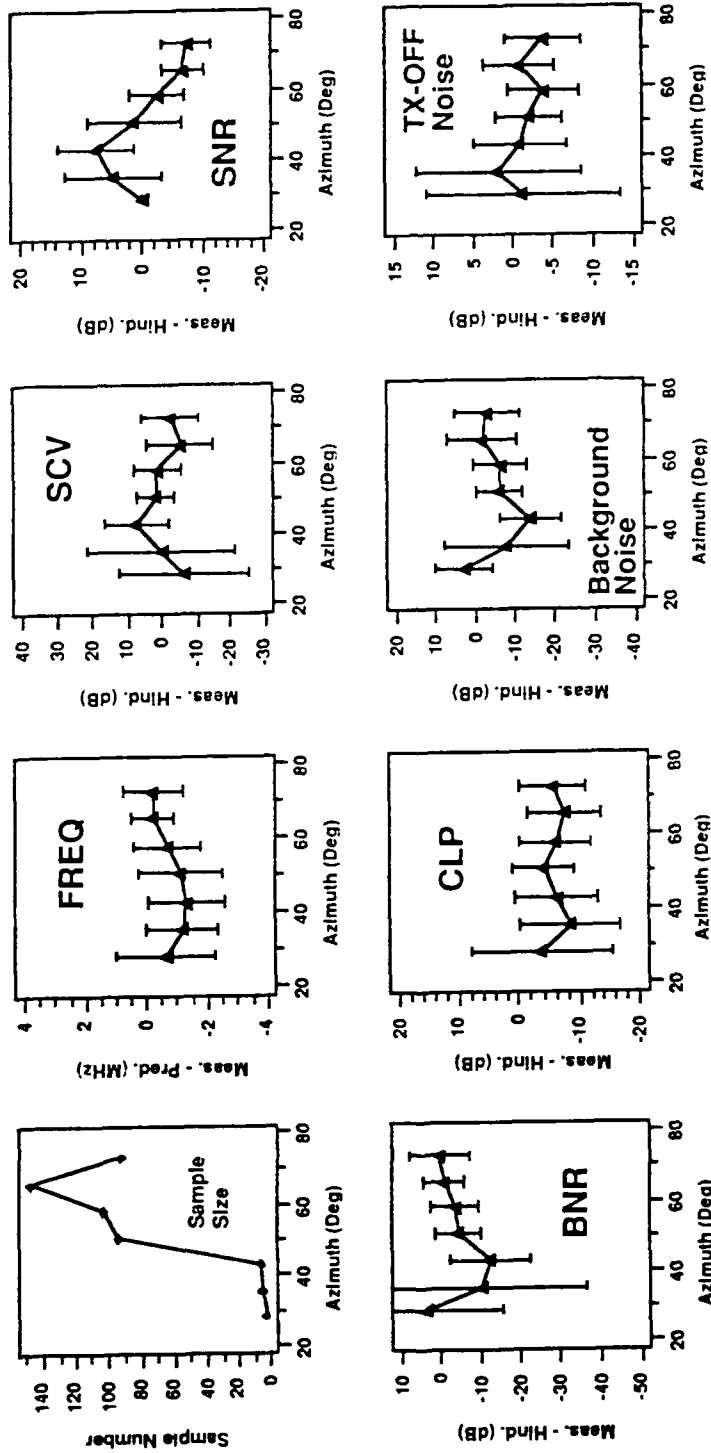 Sample Number
140
120
100
80
60
40
20
0
Sample
Size
20 40 60 80
Azimuth (Deg)
Meas. - Pred. (MHz)
4
2
0
-2
-4
FREQ
20 40 60 80
Azimuth (Deg)
Meas. - Hind. (dB)
40
30
20
10
0
-10
-20
-30
SCV
20 40 60 80
Azimuth (Deg)
Meas. - Hind. (dB)
20
10
0
-10
-20
SNR
20 40 60 80
Azimuth (Deg)
Meas. - Hind. (dB)
10
0
-10
-20
-30
-40
-50
BNR
20 40 60 80
Azimuth (Deg)
Meas. - Hind. (dB)
20
10
0
-10
-20
CLP
20 40 60 80
Azimuth (Deg)
Meas. - Hind. (dB)
20
10
0
-10
-20
-30
-40
Background
Noise
20 40 60 80
Azimuth (Deg)
Meas. - Hind. (dB)
15
10
5
0
-5
-10
-15
TX-OFF
Noise
20 40 60 80
Azimuth (Deg)